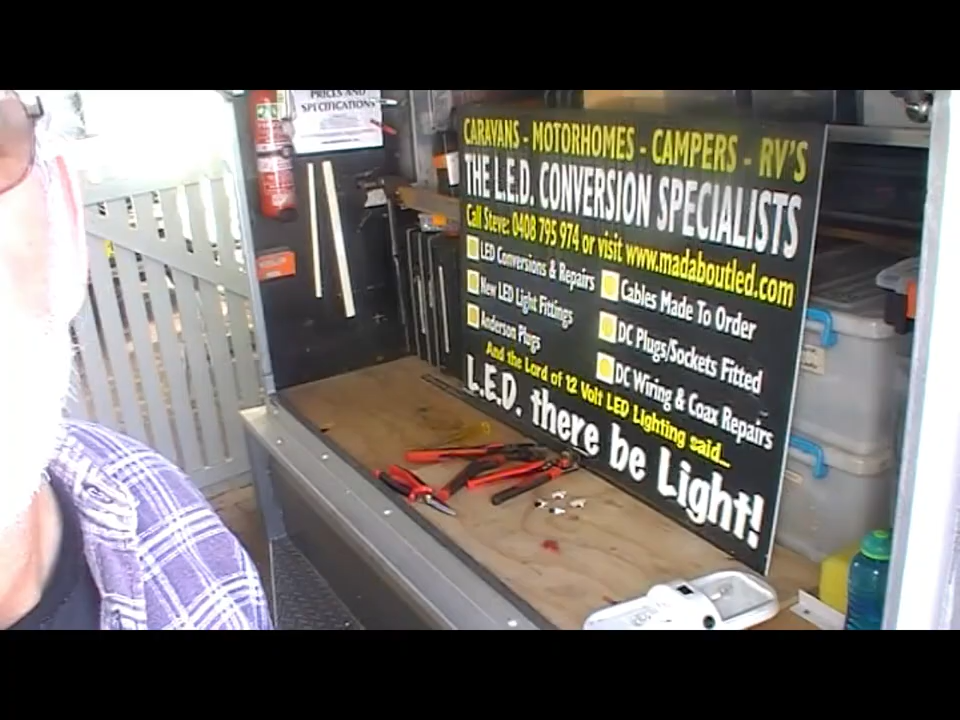 PRICES AND
SPECIFICATIONS
CARAVANS - MOTORHOMES - CAMPERS - RV'S
THE L.E.D. CONVERSION SPECIALISTS
Call Steve: 0408 795 974 or visit www.madaboutled.com
LED Conversions & Repairs
New LED Light Fittings
Anderson Plugs
Cables Made To Order
DC Plugs/Sockets Fitted
DC Wiring & Coax Repairs
And the Lord of 12 Volt LED Lighting said...
L.E.D. there be Light!